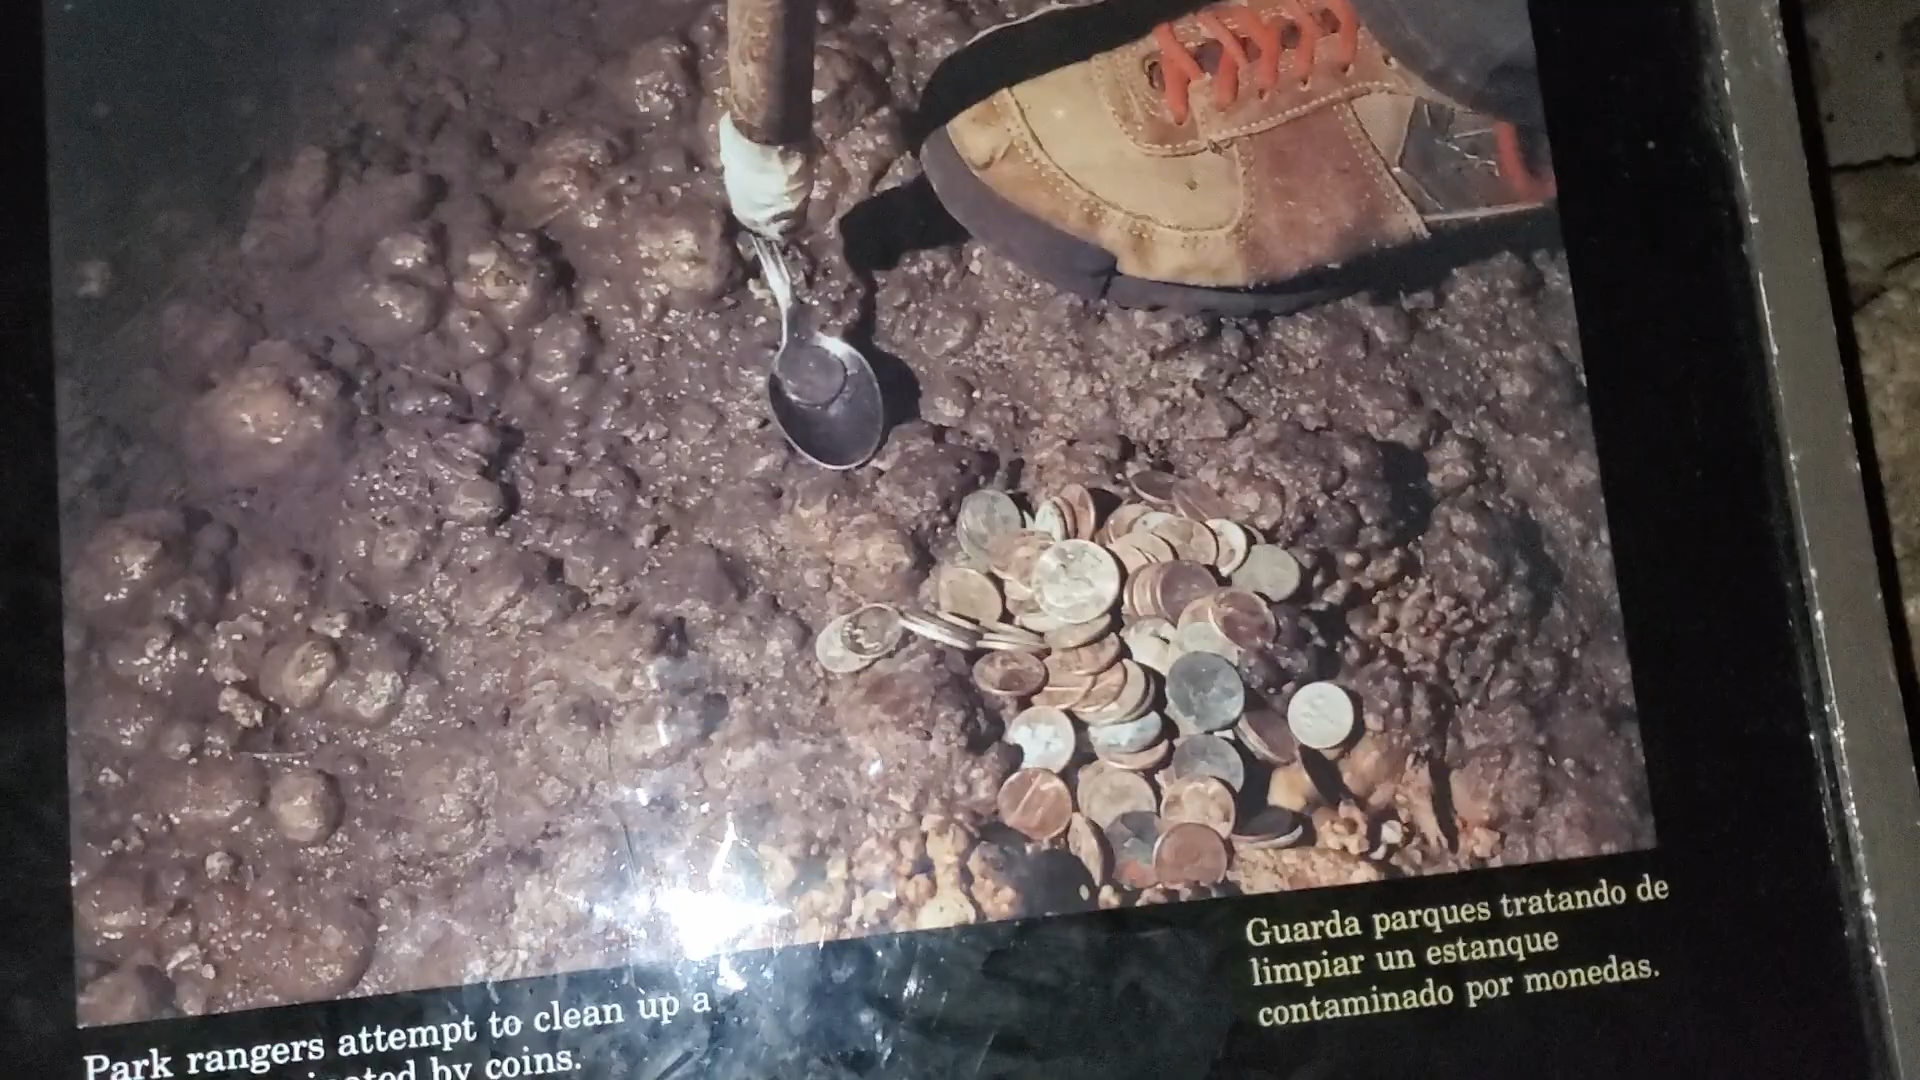 Park rangers attempt to clean up a
by coins.
Guarda parques tratando de
limpiar un estanque
contaminado por monedas.